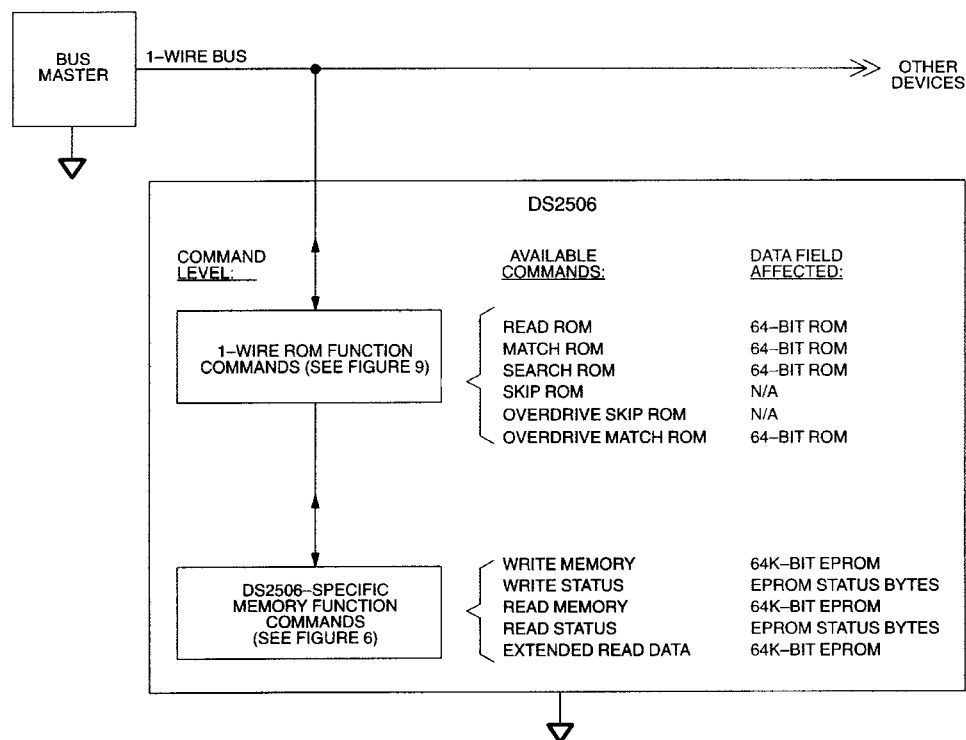 BUS
MASTER
1–WIRE BUS
OTHER
DEVICES
DS2506
COMMAND
LEVEL:
AVAILABLE
COMMANDS:
DATA FIELD
AFFECTED:
1–WIRE ROM FUNCTION
COMMANDS (SEE FIGURE 9)
READ ROM 64–BIT ROM
MATCH ROM 64–BIT ROM
SEARCH ROM 64–BIT ROM
SKIP ROM N/A
OVERDRIVE SKIP ROM N/A
OVERDRIVE MATCH ROM 64–BIT ROM
DS2506–SPECIFIC
MEMORY FUNCTION
COMMANDS
(SEE FIGURE 6)
WRITE MEMORY 64K–BIT EPROM
WRITE STATUS EPROM STATUS BYTES
READ MEMORY 64K–BIT EPROM
READ STATUS EPROM STATUS BYTES
EXTENDED READ DATA 64K–BIT EPROM